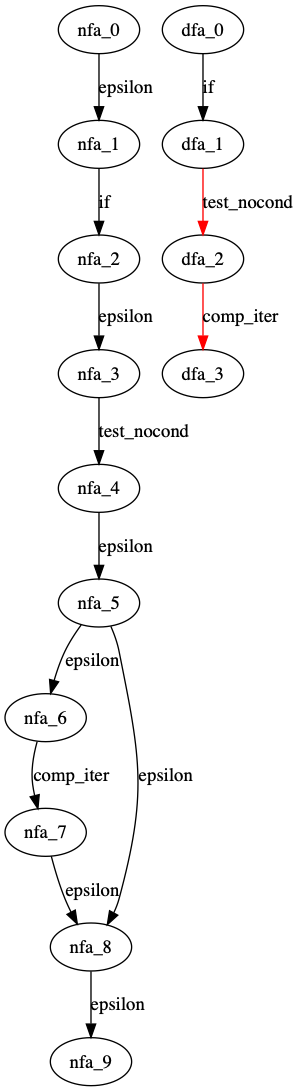 nfa_0
dfa_0
epsilon
if
nfa_1
dfa_1
if
test_nocond
nfa_2
dfa_2
epsilon
comp_iter
nfa_3
dfa_3
test_nocond
nfa_4
epsilon
nfa_5
epsilon
nfa_6
comp_iter
epsilon
nfa_7
epsilon
nfa_8
epsilon
nfa_9